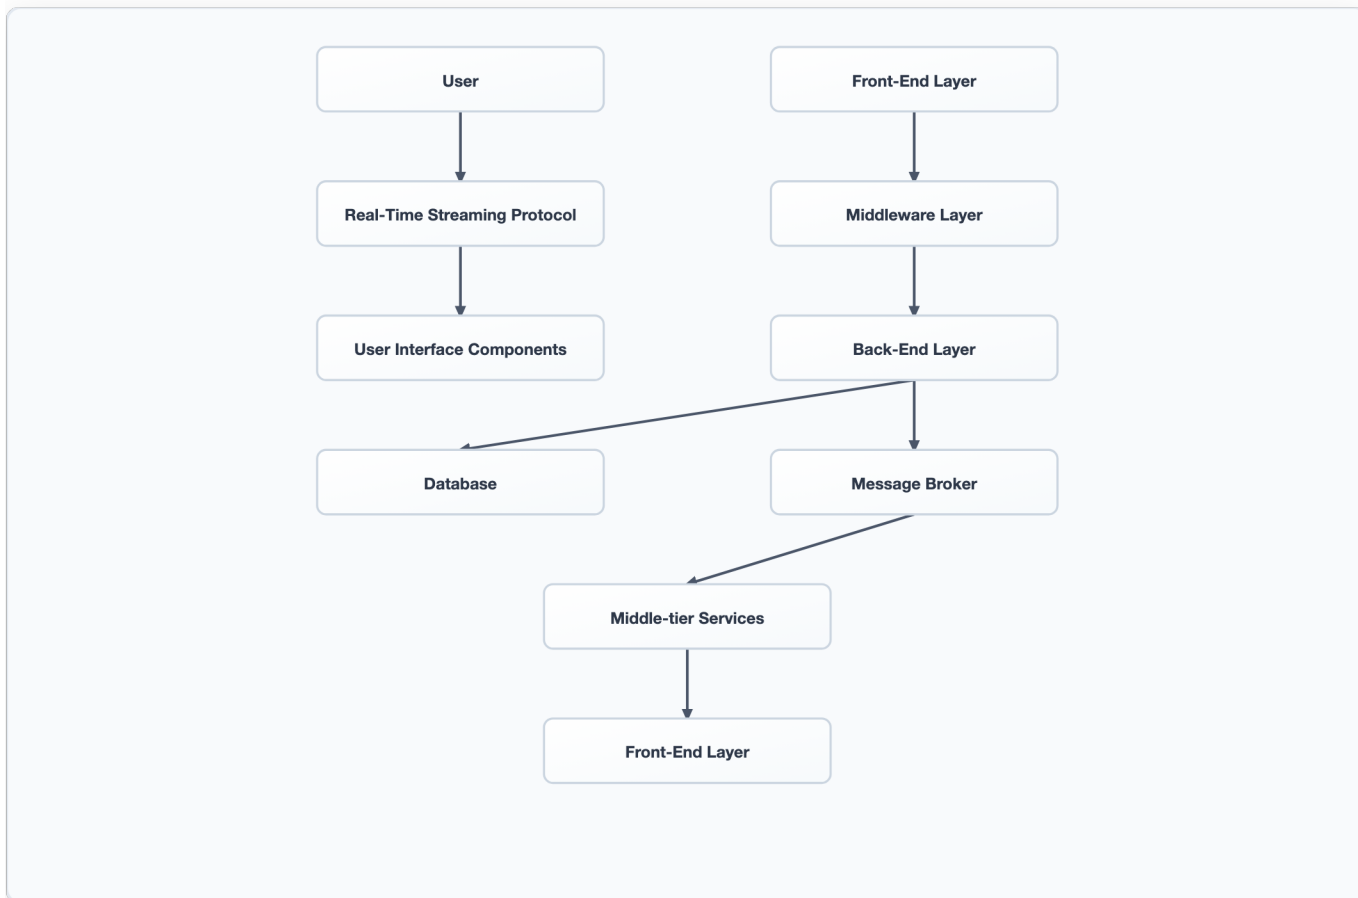 User
Front-End Layer
Real-Time Streaming Protocol
Middleware Layer
User Interface Components
Back-End Layer
Database
Message Broker
Middle-tier Services
Front-End Layer